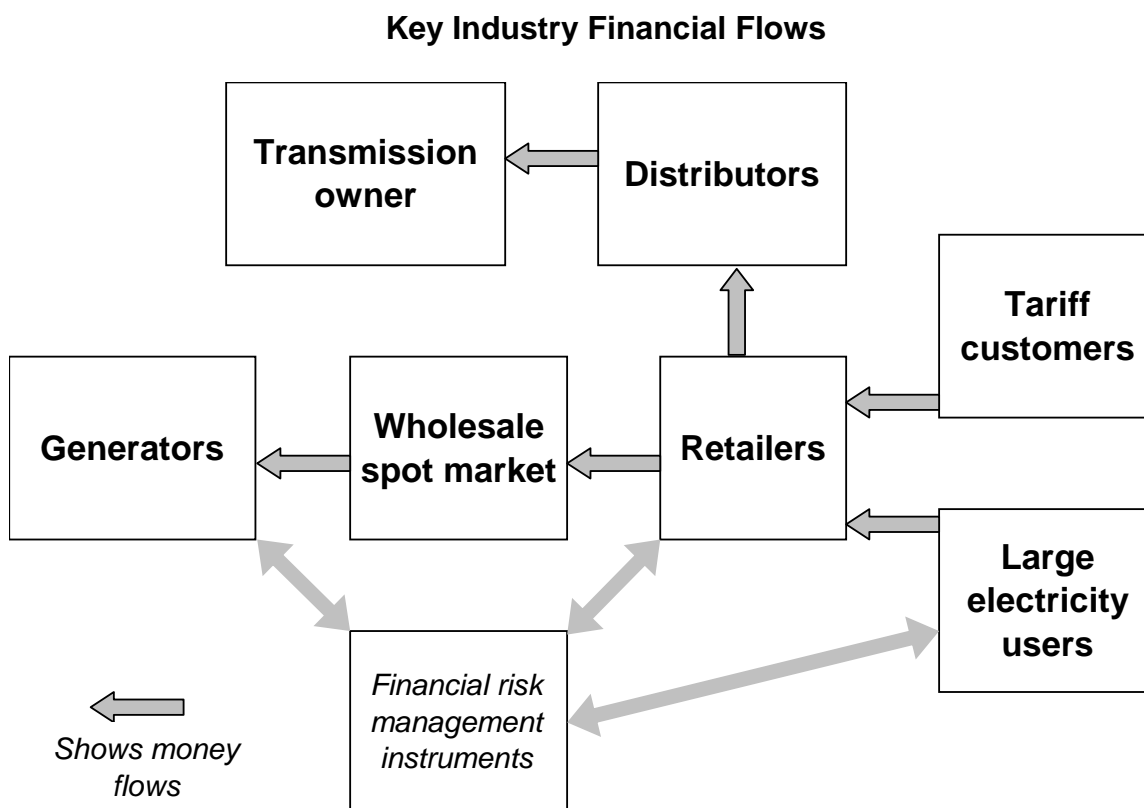 Key Industry Financial Flows
Transmission
owner
Distributors
Tariff
customers
Generators
Wholesale
spot market
Retailers
Large
electricity
users
Financial risk
management
instruments
Shows money
flows